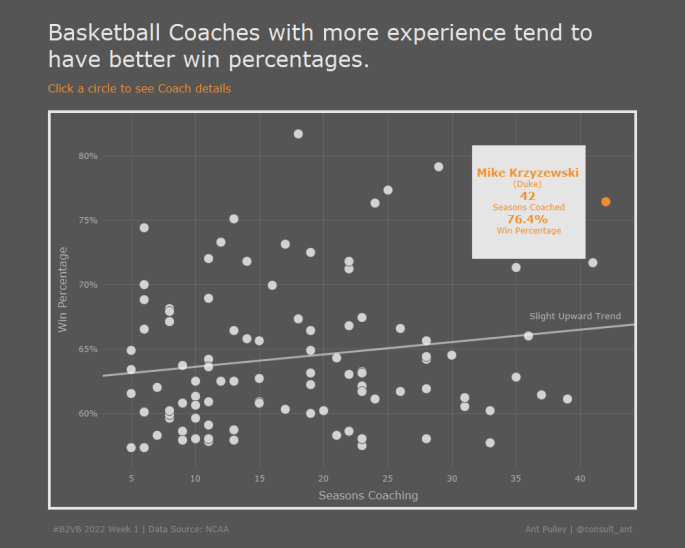 Basketball Coaches with more experience tend to
have better win percentages.
Click a circle to see Coach details
80%
Mike Krzyzewski
(Duke)
42
Seasons Coached
76.4%
Win Percentage
75%
70%
Win Percentage
Slight Upward Trend
65%
60%
5 10 15 20 25 30 35 40
Seasons Coaching
#B2VB 2022 Week 1 | Data Source: NCAA
Ant Pulley | @consult_ant